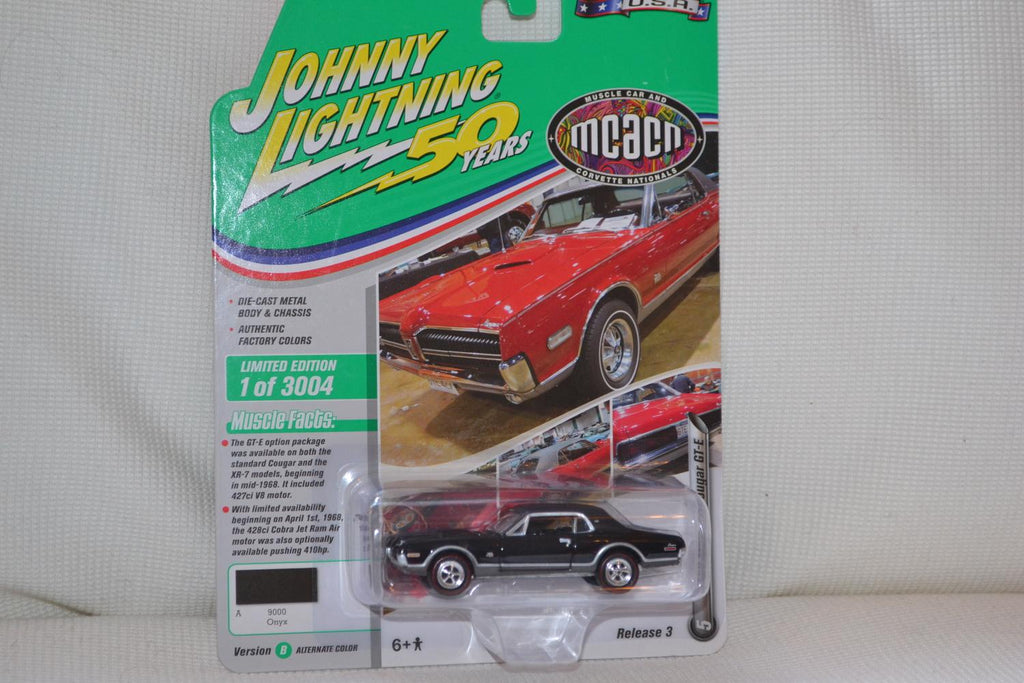 U.S.A.
JOHNNY
LIGHTNING
50
YEARS
MUSCLE CAR AND
mcacn
CORVETTE NATIONALS
• DIE-CAST METAL
BODY & CHASSIS
• AUTHENTIC
FACTORY COLORS
LIMITED EDITION
1 of 3004
Muscle Facts:
• The GT-E option package
was available on both the
standard Cougar and the
XR-7 models, beginning
in mid-1968. It included
427ci V8 motor.
• With limited availability
beginning on April 1st, 1968,
the 428ci Cobra Jet Ram Air
motor was also optionally
available pushing 410hp.
A 9000
Onyx
Version B ALTERNATE COLOR
6+
Release 3
5
GT-E